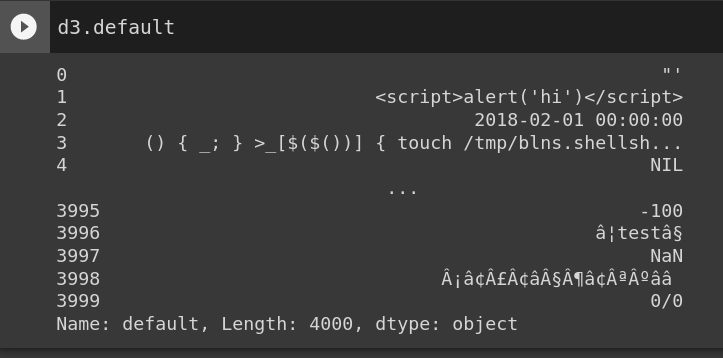 d3.default
0 "'
1 <script>alert('hi')</script>
2 2018-02-01 00:00:00
3 () { _; } >_[$($())] { touch /tmp/blns.shellsh...
4 NIL
...
3995 -100
3996 â¦testâ§
3997 NaN
3998 Â¡â¢Â£Â¢âÂ§Â¶â¢ÂªÂºââ
3999 0/0
Name: default, Length: 4000, dtype: object